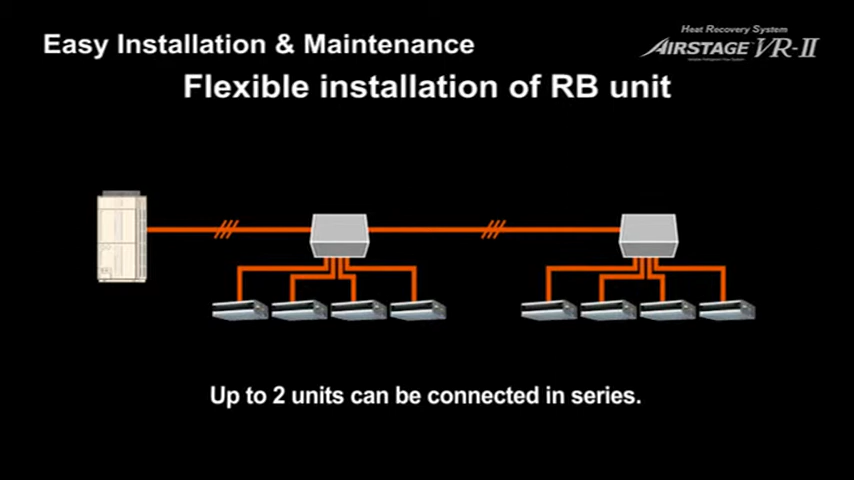 Easy Installation & Maintenance
Heat Recovery System
AIRSTAGE VR-II
Flexible installation of RB unit
Up to 2 units can be connected in series.